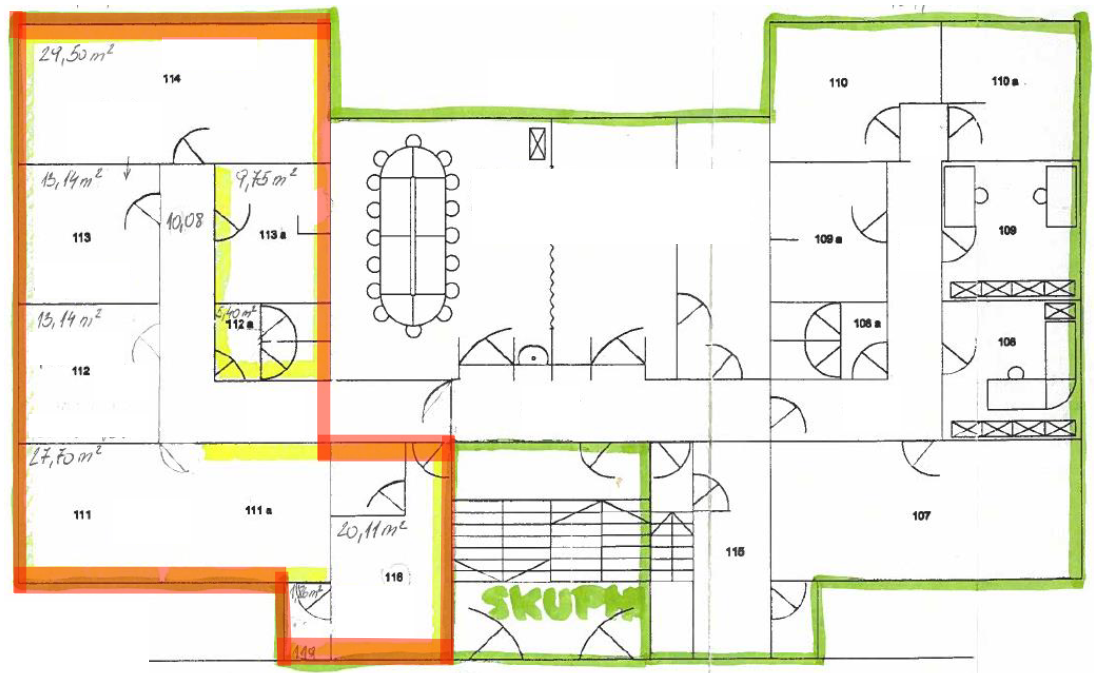 29,50 m²
114
110
110 a
13,14 m²
9,75 m²
10,08
113
113 a
109 a
109
5,40 m²
112 a
108 a
108
13,14 m²
112
27,70 m²
111
111 a
20,11 m²
107
115
116
SKUPNI